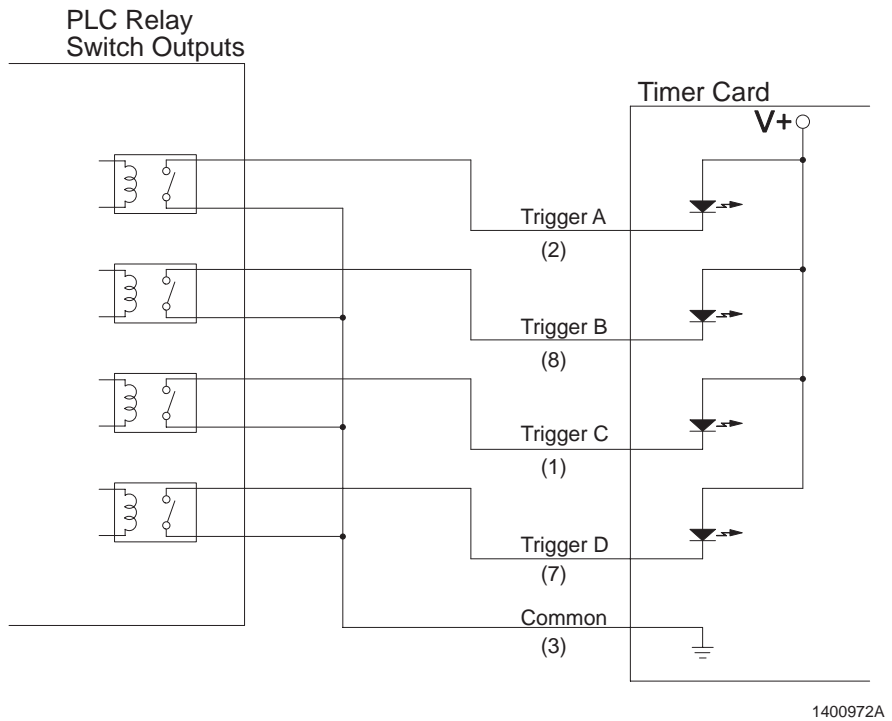 PLC Relay
Switch Outputs
Timer Card
V+
Trigger A
(2)
Trigger B
(8)
Trigger C
(1)
Trigger D
(7)
Common
(3)
1400972A